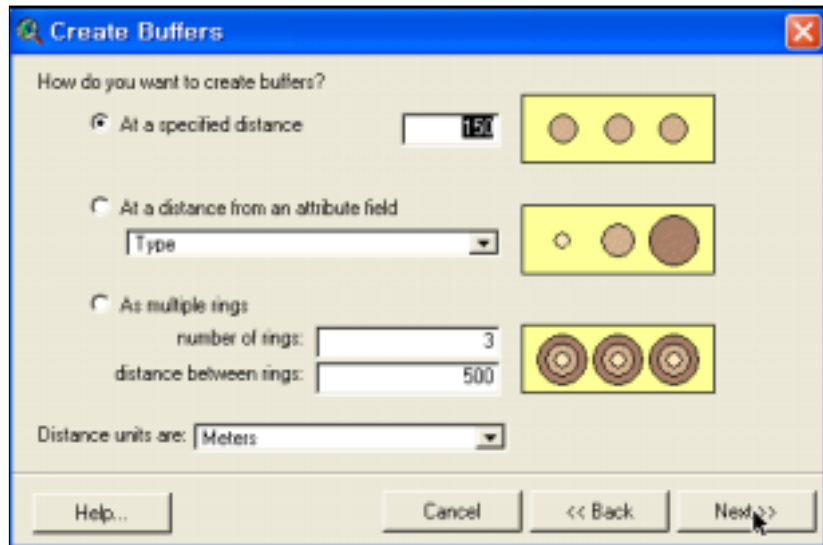 Create Buffers
How do you want to create buffers?
At a specified distance 150
At a distance from an attribute field
Type
As multiple rings
number of rings: 3
distance between rings: 500
Distance units are: Meters
Help... Cancel << Back Next >>